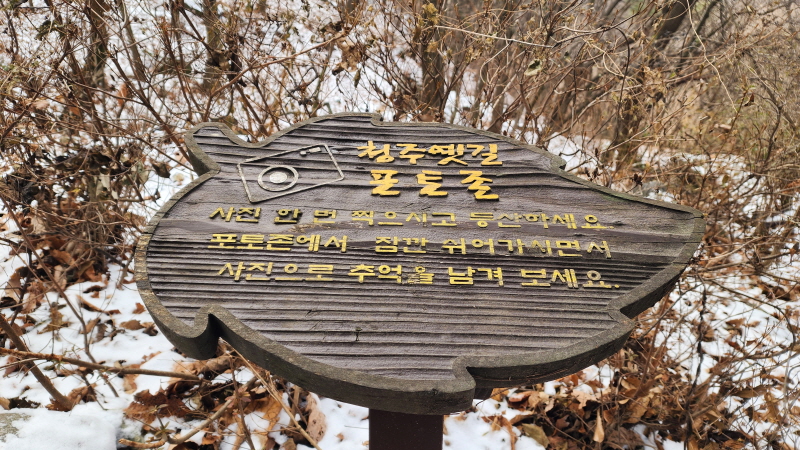 청주옛길
포토존
사진 한 번 찍으시고 등산하세요.
포토존에서 잠깐 쉬어가시면서
사진으로 추억을 남겨 보세요.